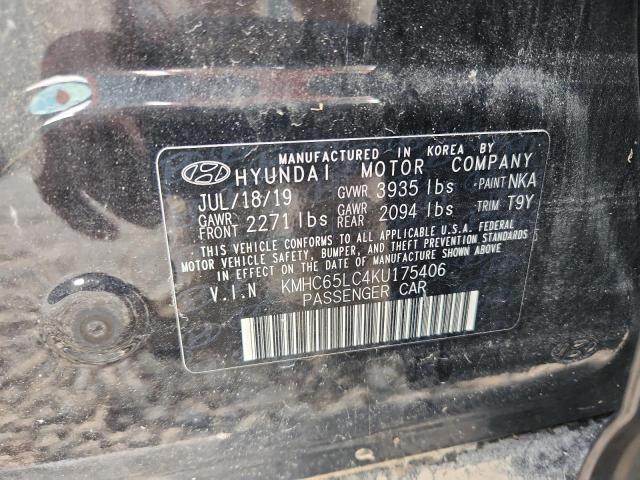 MANUFACTURED IN KOREA BY
HYUNDAI MOTOR COMPANY
JUL/18/19 GVWR 3935 lbs PAINT NKA
GAWR FRONT 2271 lbs GAWR REAR 2094 lbs TRIM T9Y
THIS VEHICLE CONFORMS TO ALL APPLICABLE U.S.A. FEDERAL
MOTOR VEHICLE SAFETY, BUMPER, AND THEFT PREVENTION STANDARDS
IN EFFECT ON THE DATE OF MANUFACTURE SHOWN ABOVE
V.I.N KMHC65LC4KU175406
PASSENGER CAR